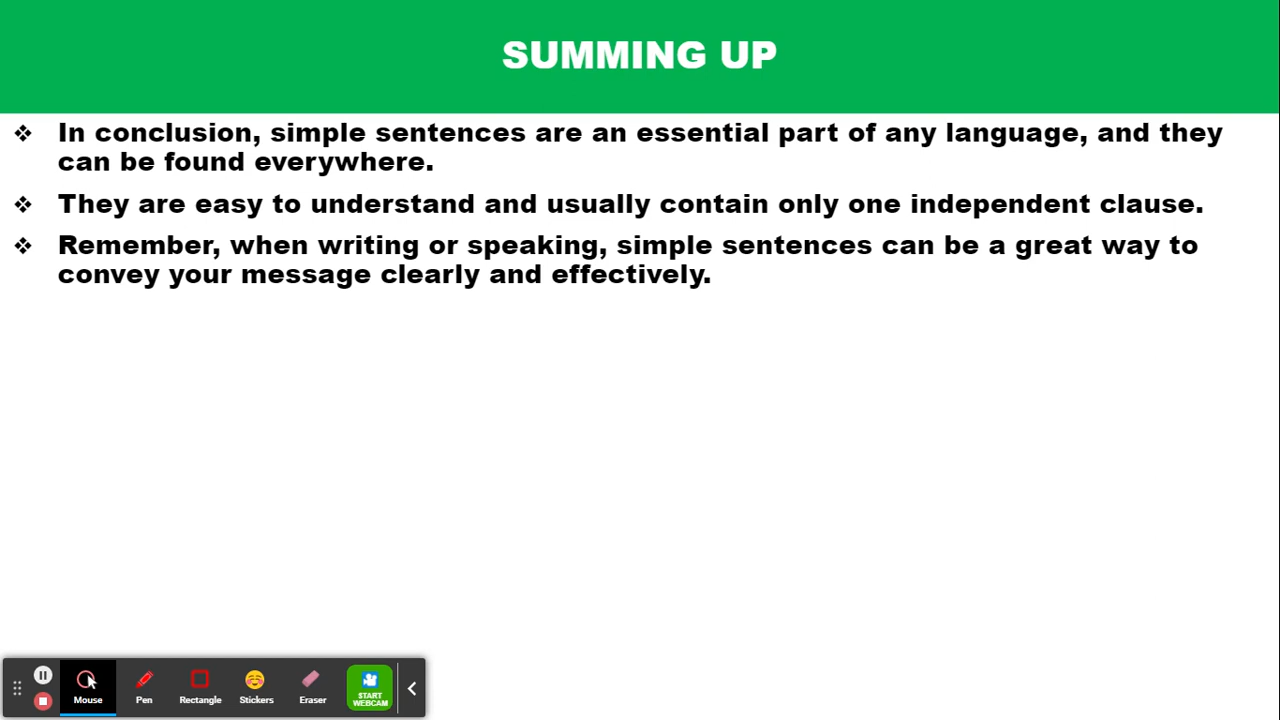 SUMMING UP
❖ In conclusion, simple sentences are an essential part of any language, and they
can be found everywhere.
❖ They are easy to understand and usually contain only one independent clause.
❖ Remember, when writing or speaking, simple sentences can be a great way to
convey your message clearly and effectively.
Mouse
Pen
Rectangle
Stickers
Eraser
START
WEBCAM